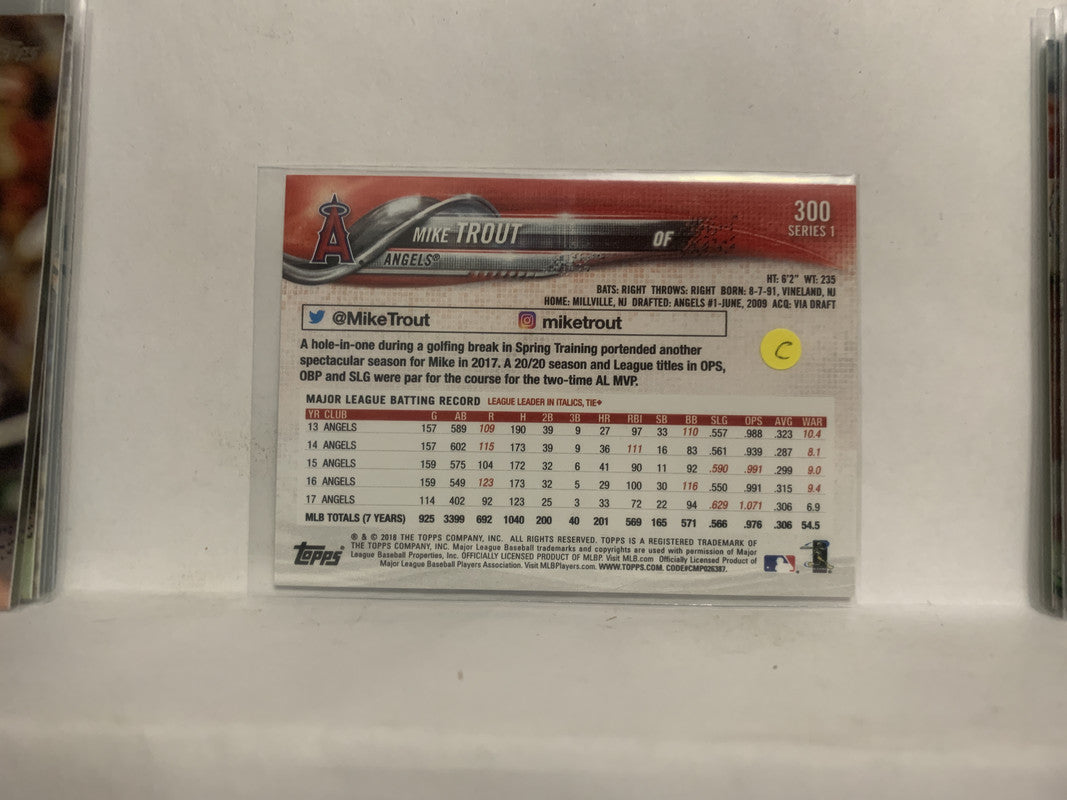 300
SERIES 1
MIKE TROUT OF
ANGELS®
HT: 6'2" WT: 235
BATS: RIGHT THROWS: RIGHT BORN: 8-7-91, VINELAND, NJ
HOME: MILLVILLE, NJ DRAFTED: ANGELS #1-JUNE, 2009 ACQ: VIA DRAFT
@MikeTrout miketrout
C
A hole-in-one during a golfing break in Spring Training portended another
spectacular season for Mike in 2017. A 20/20 season and League titles in OPS,
OBP and SLG were par for the course for the two-time AL MVP.
MAJOR LEAGUE BATTING RECORD LEAGUE LEADER IN ITALICS, TIE♦
YR CLUB G AB R H 2B 3B HR RBI SB BB SLG OPS AVG WAR
13 ANGELS 157 589 109 190 39 9 27 97 33 110 .557 .988 .323 10.4
14 ANGELS 157 602 115 173 39 9 36 111 16 83 .561 .939 .287 8.1
15 ANGELS 159 575 104 172 32 6 41 90 11 92 .590 .991 .299 9.0
16 ANGELS 159 549 123 173 32 5 29 100 30 116 .550 .991 .315 9.4
17 ANGELS 114 402 92 123 25 3 33 72 22 94 .629 1.071 .306 6.9
MLB TOTALS (7 YEARS) 925 3399 692 1040 200 40 201 569 165 571 .566 .976 .306 54.5
® & © 2018 THE TOPPS COMPANY, INC. ALL RIGHTS RESERVED. TOPPS IS A REGISTERED TRADEMARK OF
THE TOPPS COMPANY, INC. Major League Baseball trademarks and copyrights are used with permission of Major
League Baseball Properties, Inc. OFFICIALLY LICENSED PRODUCT OF MLBP. Visit MLB.com. Officially Licensed Product of
Major League Baseball Players Association. Visit MLBPlayers.com. WWW.TOPPS.COM. CODE#CMP026387.
TOPPS